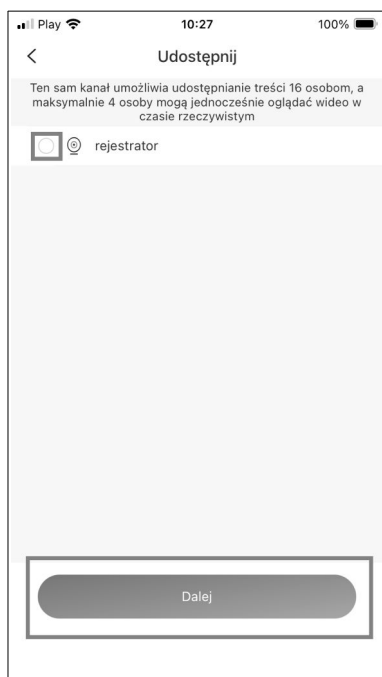 Play 10:27 100%
Udostępnij
Ten sam kanał umożliwia udostępnianie treści 16 osobom, a
maksymalnie 4 osoby mogą jednocześnie oglądać wideo w
czasie rzeczywistym
rejestrator
Dalej